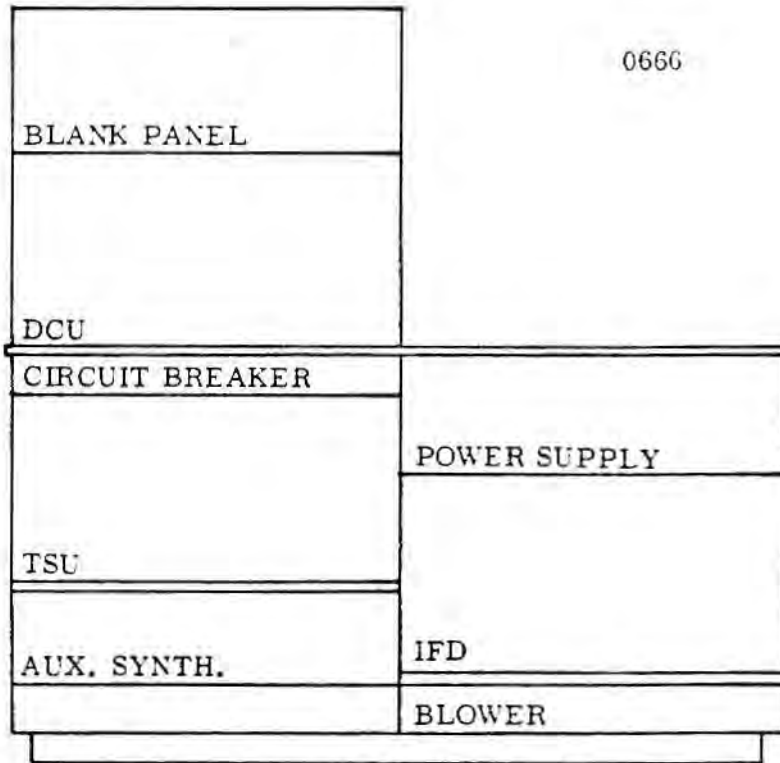 0666
BLANK PANEL
DCU
CIRCUIT BREAKER
POWER SUPPLY
TSU
IFD
AUX. SYNTH.
BLOWER